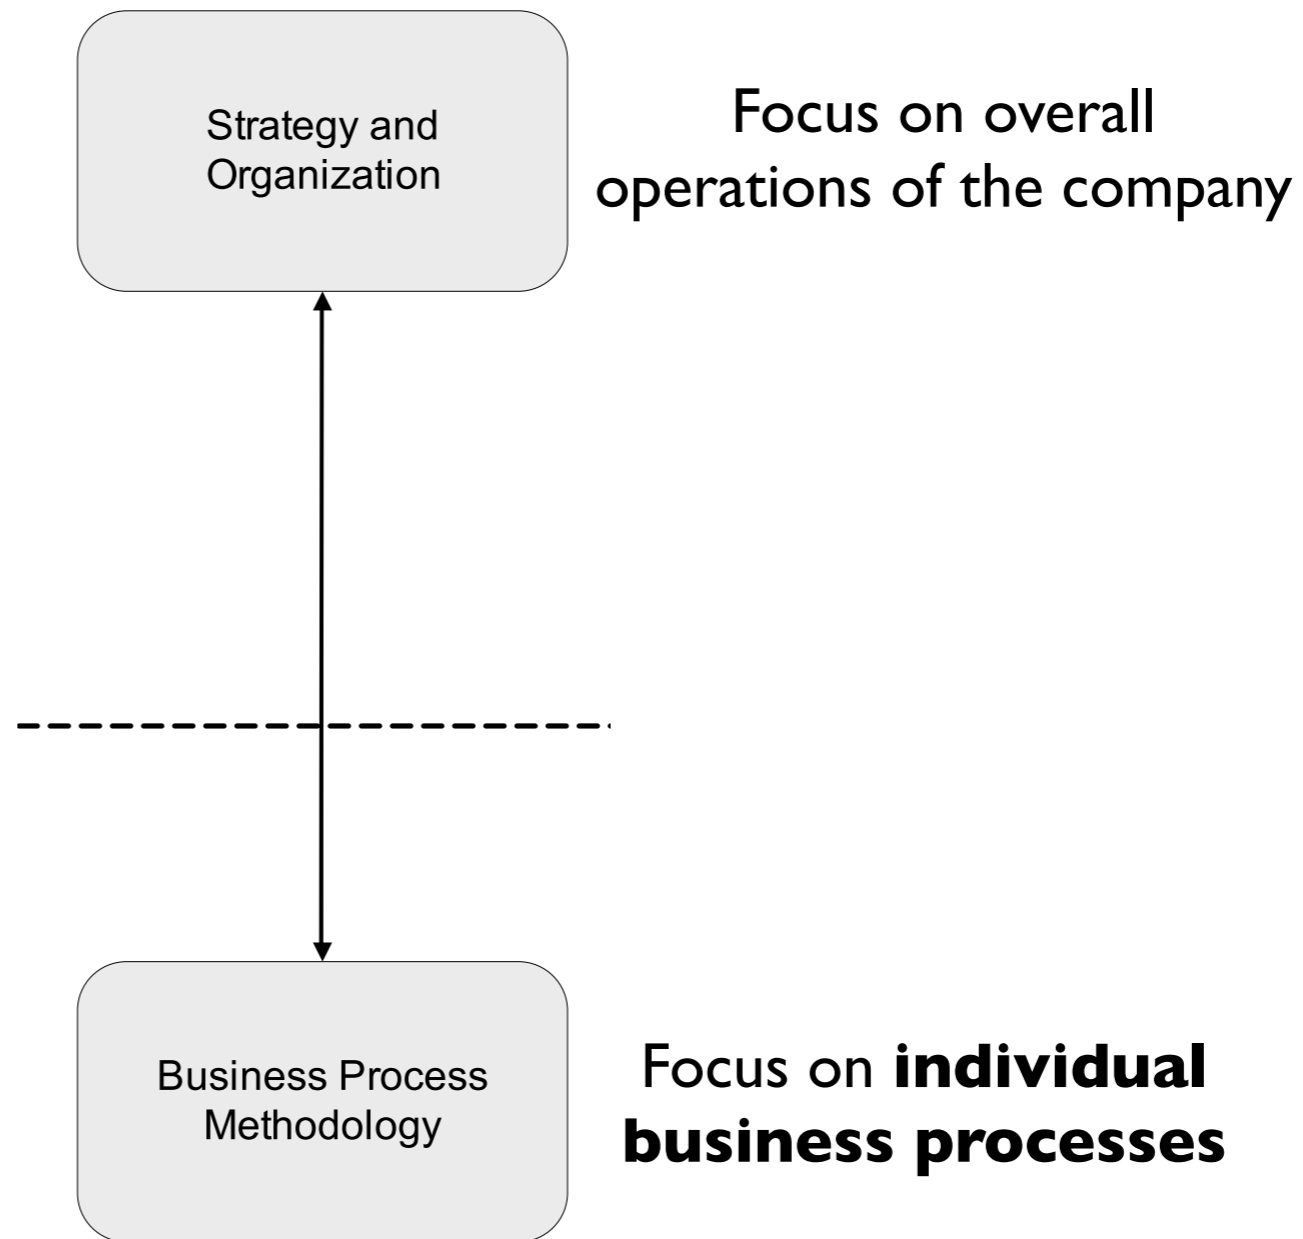 Strategy and
Organization
Focus on overall
operations of the company
Business Process
Methodology
Focus on individual
business processes